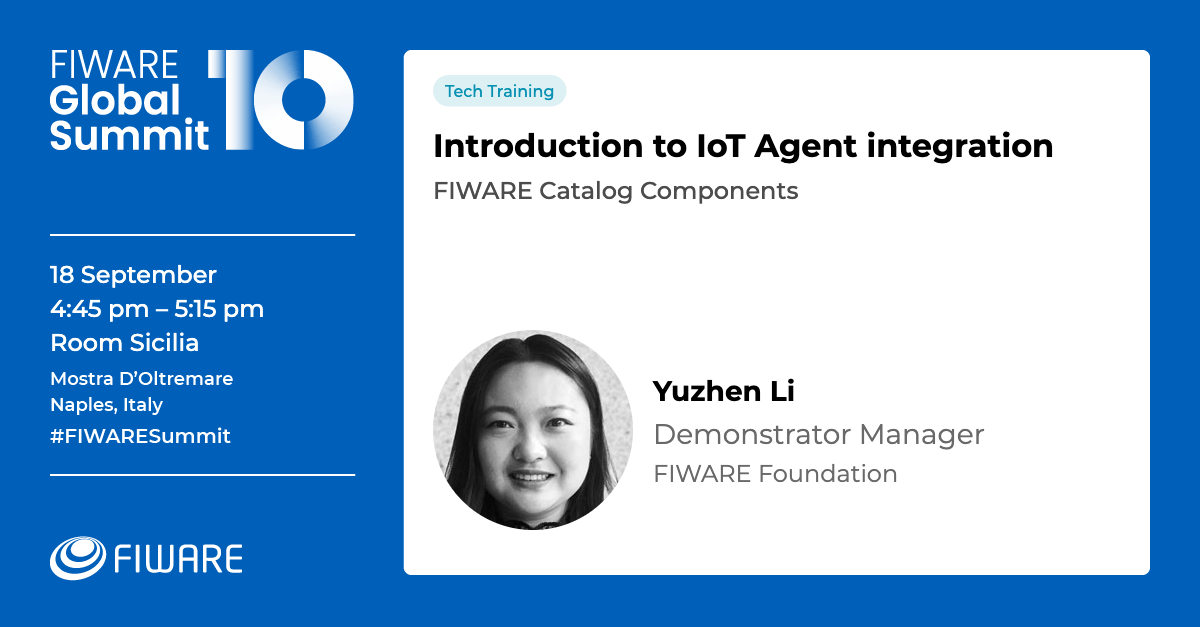 FIWARE
Global
Summit
10
18 September
4:45 pm – 5:15 pm
Room Sicilia
Mostra D’Oltremare
Naples, Italy
#FIWARESummit
FIWARE
Tech Training
Introduction to IoT Agent integration
FIWARE Catalog Components
Yuzhen Li
Demonstrator Manager
FIWARE Foundation